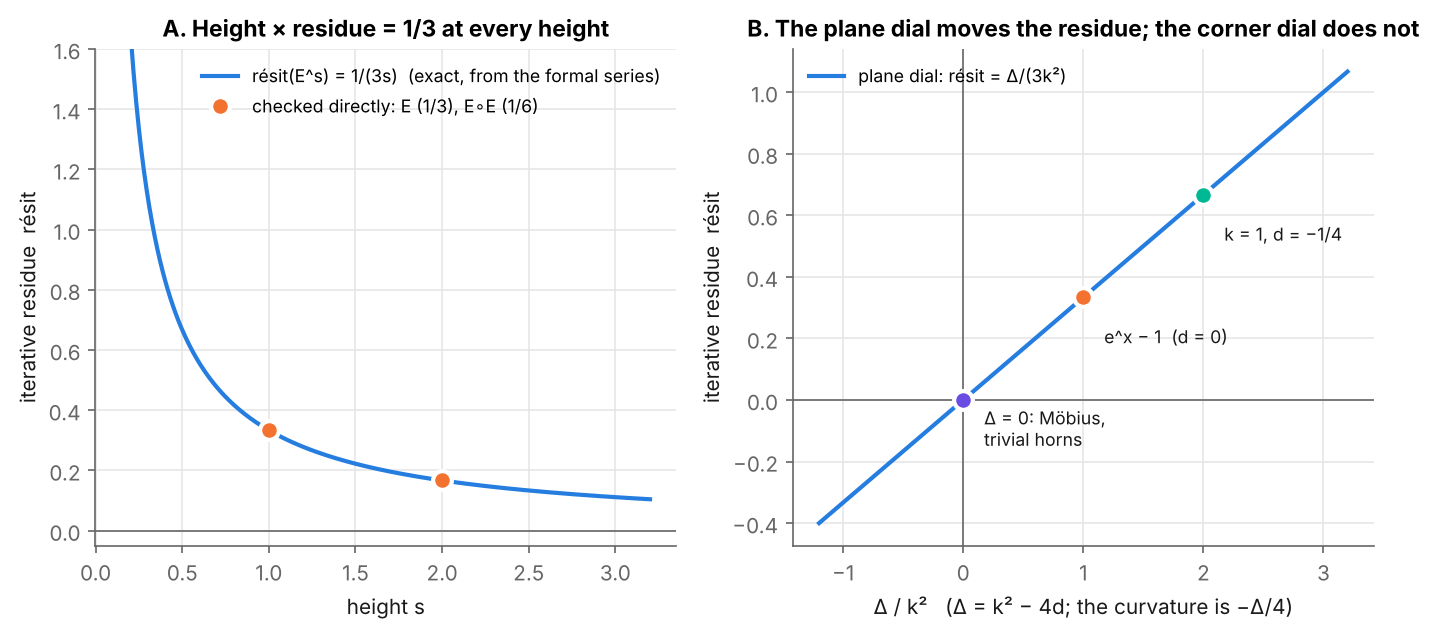 A. Height × residue = 1/3 at every height
résit(E^s) = 1/(3s)  (exact, from the formal series)
checked directly: E (1/3), E∘E (1/6)
iterative residue  résit
1.6
1.4
1.2
1.0
0.8
0.6
0.4
0.2
0.0
0.0
0.5
1.0
1.5
2.0
2.5
3.0
height s
B. The plane dial moves the residue; the corner dial does not
plane dial: résit = Δ/(3k²)
iterative residue  résit
1.0
0.8
0.6
0.4
0.2
0.0
−0.2
−0.4
k = 1, d = −1/4
e^x − 1  (d = 0)
Δ = 0: Möbius,
trivial horns
−1
0
1
2
3
Δ / k²   (Δ = k² − 4d; the curvature is −Δ/4)